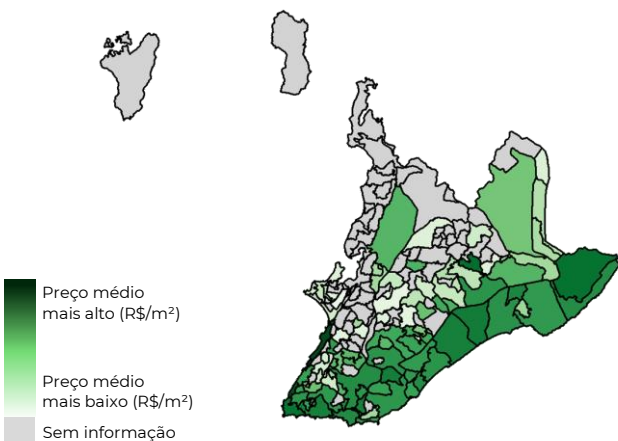 Preço médio
mais alto (R$/m²)
Preço médio
mais baixo (R$/m²)
Sem informação